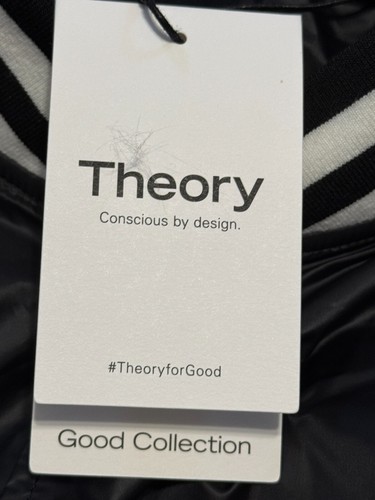 Theory
Conscious by design.
#TheoryforGood
Good Collection